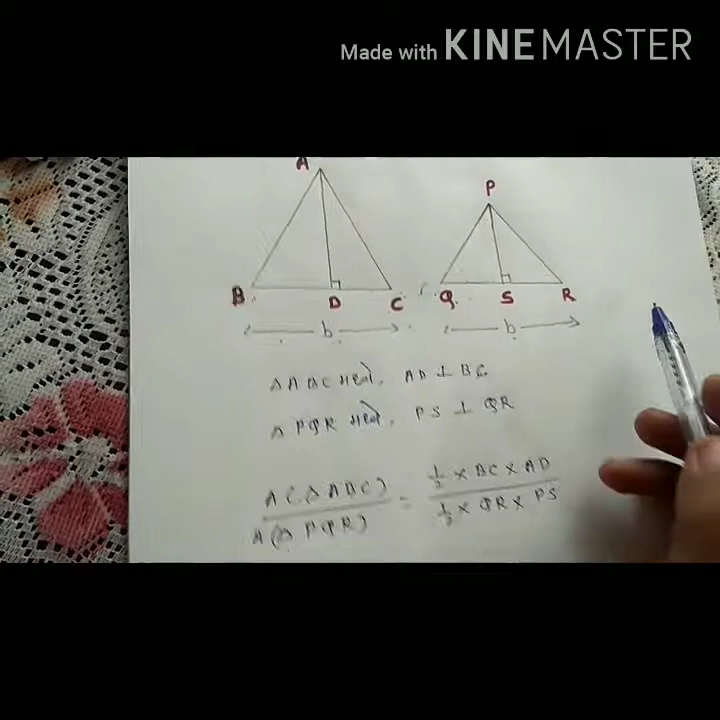 Made with KINEMASTER
A
P
B
D
C
Q
S
R
b
b
△ABC मध्ये, AD ⊥ BC
△ PQR मध्ये, PS ⊥ QR
A(△ABC) / A(△PQR) = ½ × BC × AD / ½ × QR × PS